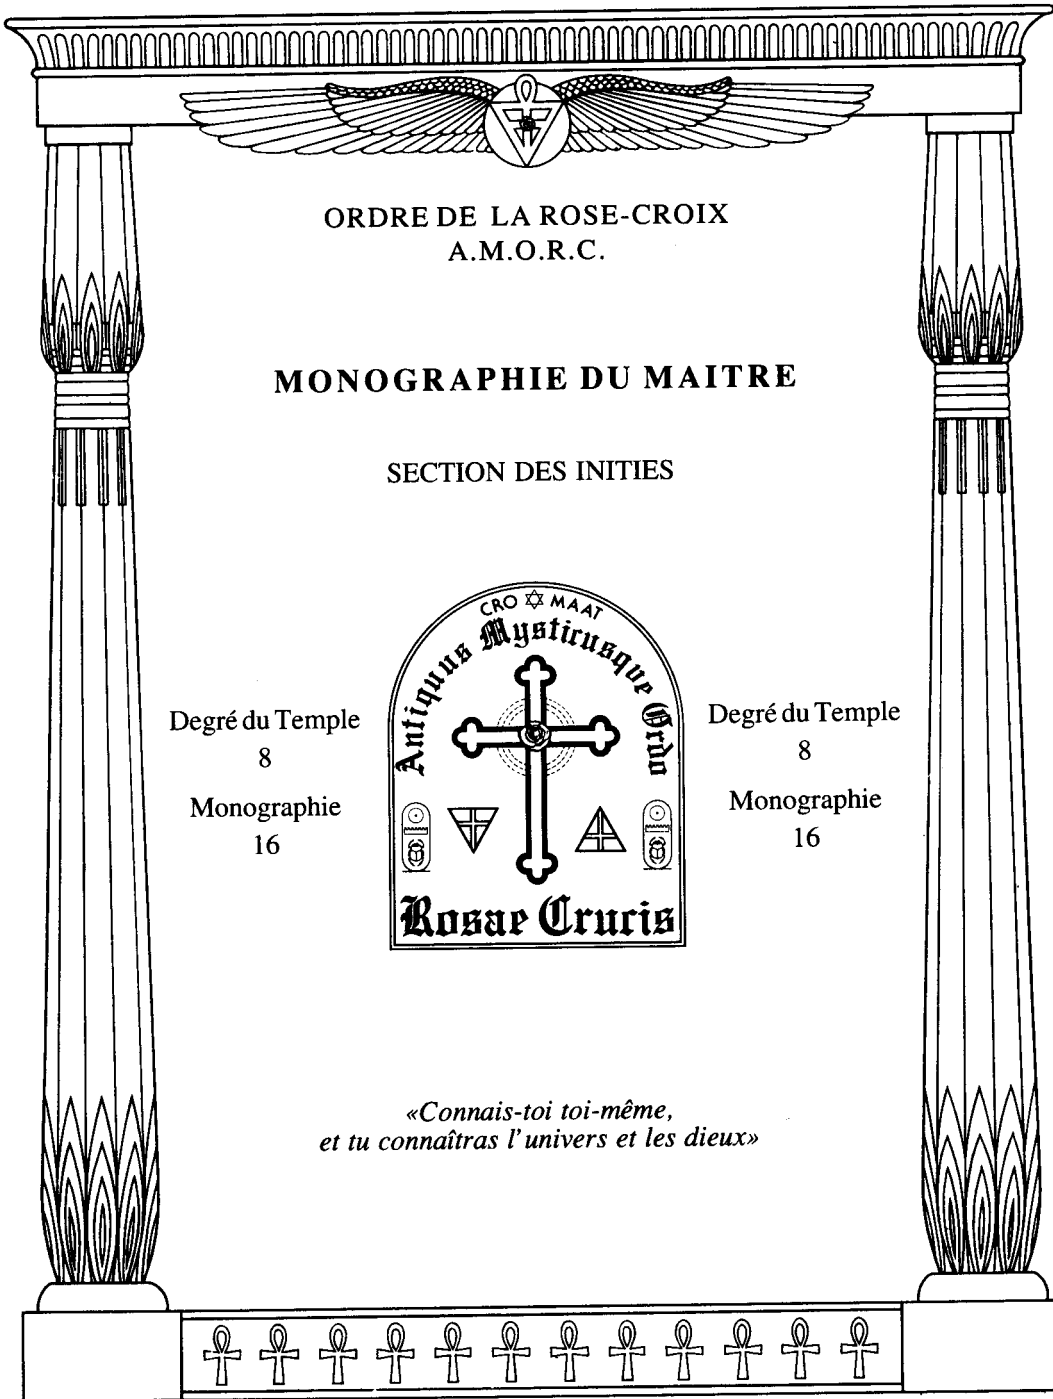 ORDRE DE LA ROSE-CROIX
A.M.O.R.C.
MONOGRAPHIE DU MAITRE
SECTION DES INITIES
CRO MAAT
Antiquus Mysticusque Ordo
Degré du Temple
8
Monographie
16
Degré du Temple
8
Monographie
16
Rosae Crucis
«Connais-toi toi-même,
et tu connaîtras l'univers et les dieux»